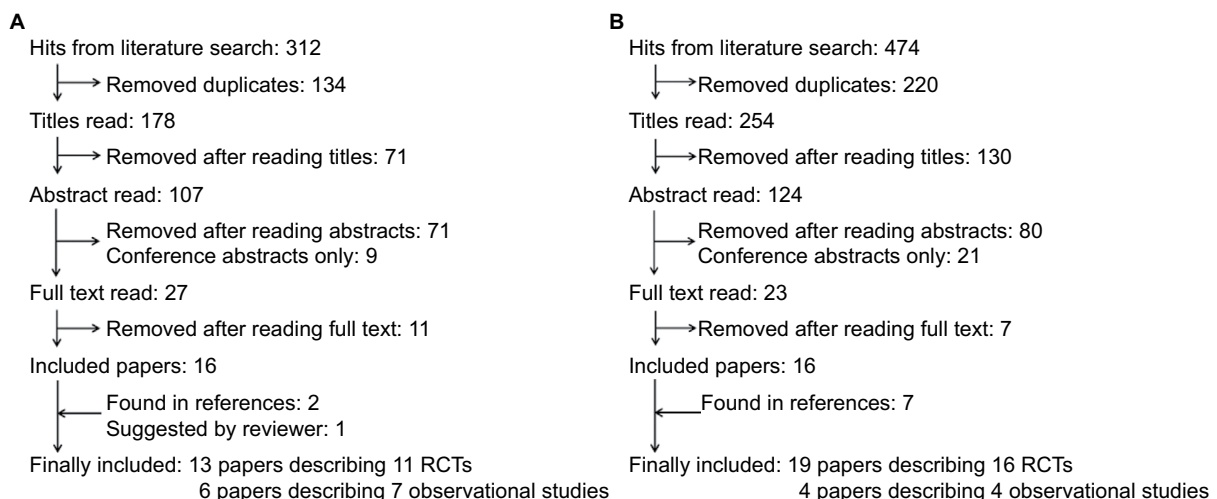 A
Hits from literature search: 312
Removed duplicates: 134
Titles read: 178
Removed after reading titles: 71
Abstract read: 107
Removed after reading abstracts: 71
Conference abstracts only: 9
Full text read: 27
Removed after reading full text: 11
Included papers: 16
Found in references: 2
Suggested by reviewer: 1
Finally included: 13 papers describing 11 RCTs
6 papers describing 7 observational studies
B
Hits from literature search: 474
Removed duplicates: 220
Titles read: 254
Removed after reading titles: 130
Abstract read: 124
Removed after reading abstracts: 80
Conference abstracts only: 21
Full text read: 23
Removed after reading full text: 7
Included papers: 16
Found in references: 7
Finally included: 19 papers describing 16 RCTs
4 papers describing 4 observational studies